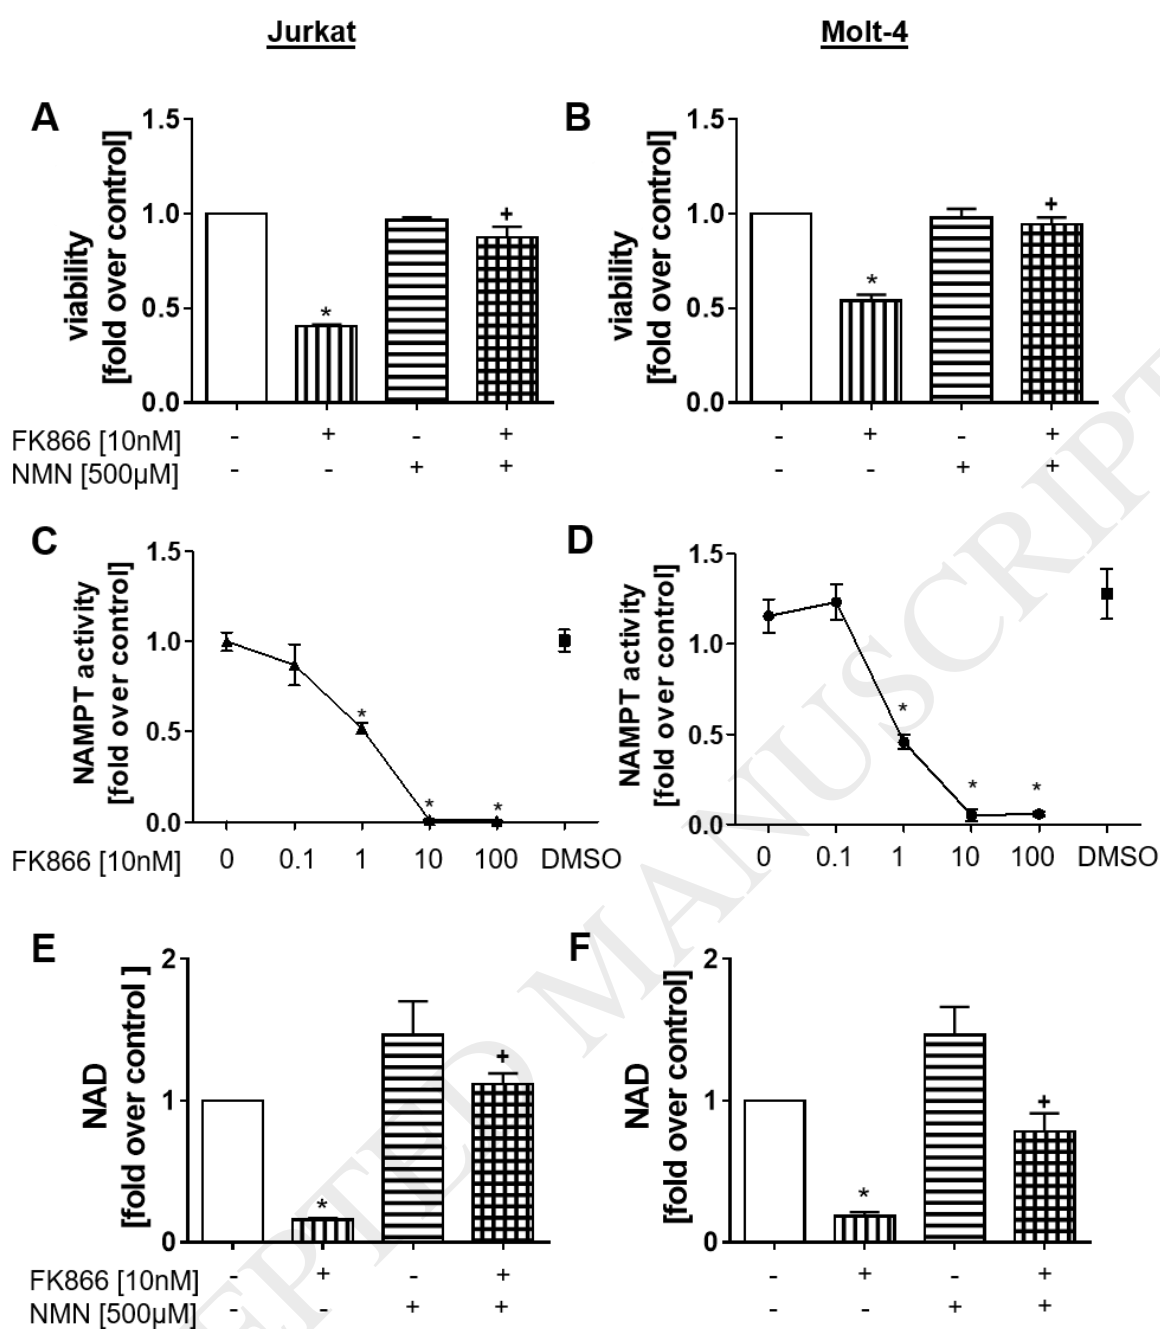 Jurkat Molt-4
A B
1.5 1.5
1.0 1.0
0.5 0.5
0.0 0.0
viability viability
[fold over control] [fold over control]
+ +
* *
FK866 [10nM] - + - + - + - +
NMN [500µM] - - + + - - + +
C D
1.5 1.5
1.0 1.0
0.5 0.5
0.0 0.0
NAMPT activity NAMPT activity
[fold over control] [fold over control]
* * * * * *
FK866 [10nM] 0 0.1 1 10 100 DMSO 0 0.1 1 10 100 DMSO
E F
2 2
1 1
0 0
NAD NAD
[fold over control ] [fold over control]
+ +
* *
FK866 [10nM] - + - + - + - +
NMN [500µM] - - + + - - + +
EPTED MANUSCRIPT